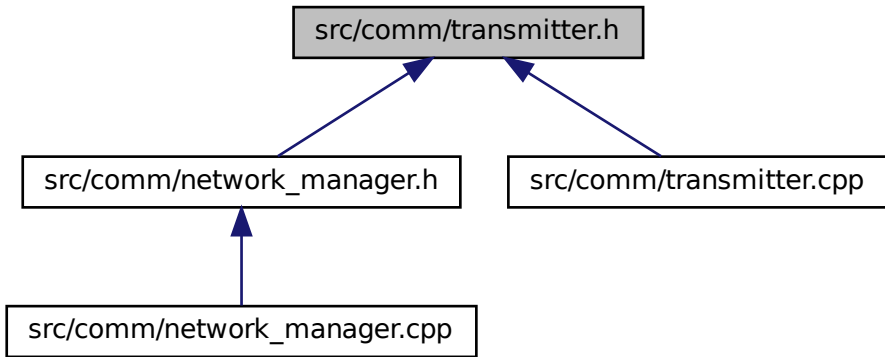 src/comm/transmitter.h
src/comm/network_manager.h
src/comm/transmitter.cpp
src/comm/network_manager.cpp